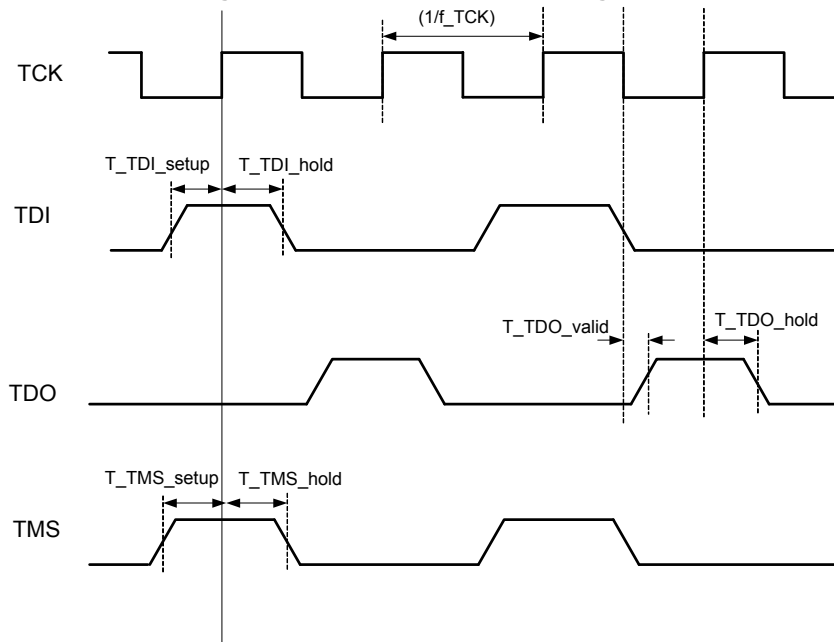 (1/f_TCK)
TCK
T_TDI_setup T_TDI_hold
TDI
T_TDO_valid T_TDO_hold
TDO
T_TMS_setup T_TMS_hold
TMS